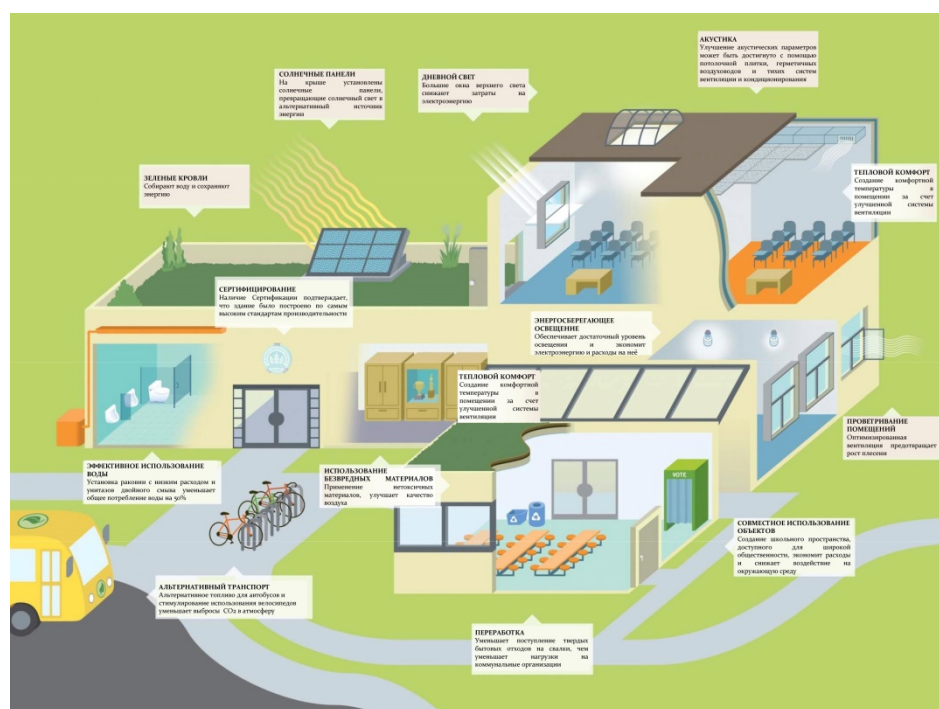 АКУСТИКА
Улучшение акустических параметров
может быть достигнуто с помощью
потолочной плитки, герметичных
воздуховодов и тихих систем
вентиляции и кондиционирования
СОЛНЕЧНЫЕ ПАНЕЛИ
На крыше установлены
солнечные панели,
превращающие солнечный свет в
альтернативный источник
энергии
ДНЕВНОЙ СВЕТ
Большие окна верхнего света
снижают затраты на
электроэнергию
ЗЕЛЕНЫЕ КРОВЛИ
Собирают воду и сохраняют
энергию
ТЕПЛОВОЙ КОМФОРТ
Создание комфортной
температуры в
помещении за счет
улучшенной системы
вентиляции
СЕРТИФИЦИРОВАНИЕ
Наличие Сертификации подтверждает,
что здание было построено по самым
высоким стандартам производительности
ЭНЕРГОСБЕРЕГАЮЩЕЕ
ОСВЕЩЕНИЕ
Обеспечивает достаточный уровень
освещения и экономит
электроэнергию и расходы на неё
ТЕПЛОВОЙ КОМФОРТ
Создание комфортной
температуры в
помещении за счет
улучшенной системы
вентиляции
ПРОВЕТРИВАНИЕ
ПОМЕЩЕНИЙ
Оптимизированная
вентиляция предотвращает
рост плесени
ЭФФЕКТИВНОЕ ИСПОЛЬЗОВАНИЕ
ВОДЫ
Установка раковин с низким расходом и
унитазов двойного смыва уменьшает
общее потребление воды на 50%
ИСПОЛЬЗОВАНИЕ
БЕЗВРЕДНЫХ МАТЕРИАЛОВ
Применение нетоксичных
материалов, улучшает качество
воздуха
VOTE
СОВМЕСТНОЕ ИСПОЛЬЗОВАНИЕ
ОБЪЕКТОВ
Создание школьного пространства,
доступного для широкой
общественности, экономит расходы
и снижает воздействие на
окружающую среду
АЛЬТЕРНАТИВНЫЙ ТРАНСПОРТ
Альтернативное топливо для автобусов и
стимулирование использования велосипедов
уменьшает выбросы CO2 в атмосферу
ПЕРЕРАБОТКА
Уменьшает поступление твердых
бытовых отходов на свалки, чем
уменьшает нагрузки на
коммунальные организации